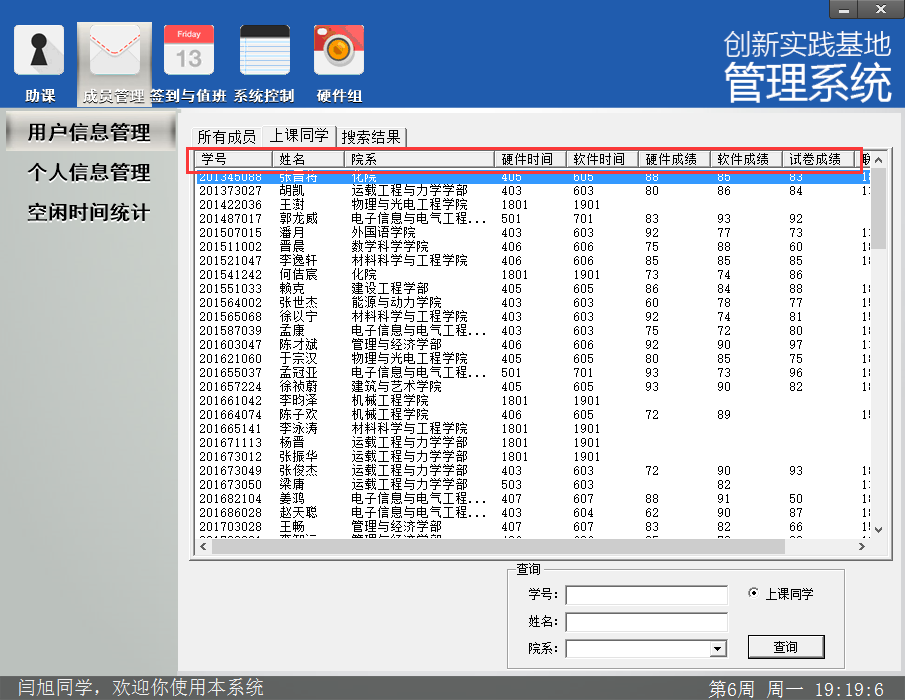 创新实践基地
管理系统
Friday
13
助课 成员管理 签到与值班 系统控制 硬件组
用户信息管理
个人信息管理
空闲时间统计
所有成员 上课同学 搜索结果
学号 姓名 院系 硬件时间 软件时间 硬件成绩 软件成绩 试卷成绩
201345088 张晋梓 化院 405 605 88 85 83
201373027 胡凯 运载工程与力学学部 403 603 80 86 84
201422036 王澍 物理与光电工程学院 1801 1901
201487017 郭龙威 电子信息与电气工程... 501 701 83 93 92
201507015 潘月 外国语学院 403 603 92 77 73
201511002 晋晨 数学科学学院 406 606 75 88 60
201521047 李逸轩 材料科学与工程学院 406 606 85 85 85
201541242 何佶宸 化院 1801 1901 73 74 86
201551033 赖克 建设工程学部 405 605 86 84 88
201564002 张世杰 能源与动力学院 403 603 60 78 77
201565068 徐以宁 材料科学与工程学院 403 603 92 74 81
201587039 孟康 电子信息与电气工程... 403 603 75 72 80
201603047 陈才斌 管理与经济学部 406 606 92 90 97
201621060 于宗汉 物理与光电工程学院 405 605 80 85 75
201655037 孟冠亚 电子信息与电气工程... 501 701 93 73 96
201657224 徐祯蔚 建筑与艺术学院 405 605 93 90 82
201661042 李昀泽 机械工程学院 1801 1901
201664074 陈子欢 机械工程学院 406 605 72 89
201665141 李泳涛 材料科学与工程学院 1801 1901
201671113 杨晋 运载工程与力学学部 1801 1901
201673012 张振华 运载工程与力学学部 1801 1901
201673049 张俊杰 运载工程与力学学部 403 603 72 90 93
201673050 梁庸 运载工程与力学学部 503 603 82
201682104 姜鸿 电子信息与电气工程... 407 607 88 91 50
201686028 赵天聪 电子信息与电气工程... 403 604 62 90 87
201703028 王畅 管理与经济学部 407 607 83 82 66
查询
学号:
姓名:
院系:
上课同学
查询
闫旭同学，欢迎你使用本系统 第6周 周一 19:19:6